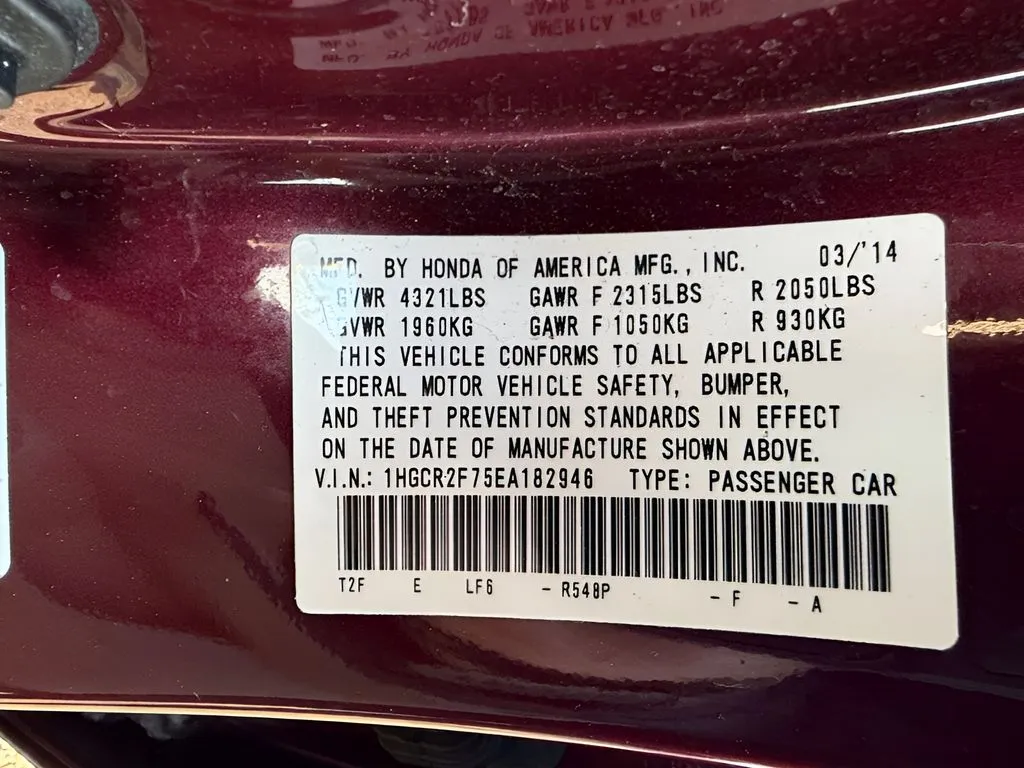 MFD. BY HONDA OF AMERICA MFG., INC. 03/'14
GVWR 4321LBS GAWR F 2315LBS R 2050LBS
GVWR 1960KG GAWR F 1050KG R 930KG
THIS VEHICLE CONFORMS TO ALL APPLICABLE
FEDERAL MOTOR VEHICLE SAFETY, BUMPER,
AND THEFT PREVENTION STANDARDS IN EFFECT
ON THE DATE OF MANUFACTURE SHOWN ABOVE.
V.I.N.: 1HGCR2F75EA182946 TYPE: PASSENGER CAR
T2F E LF6 - R548P - F - A